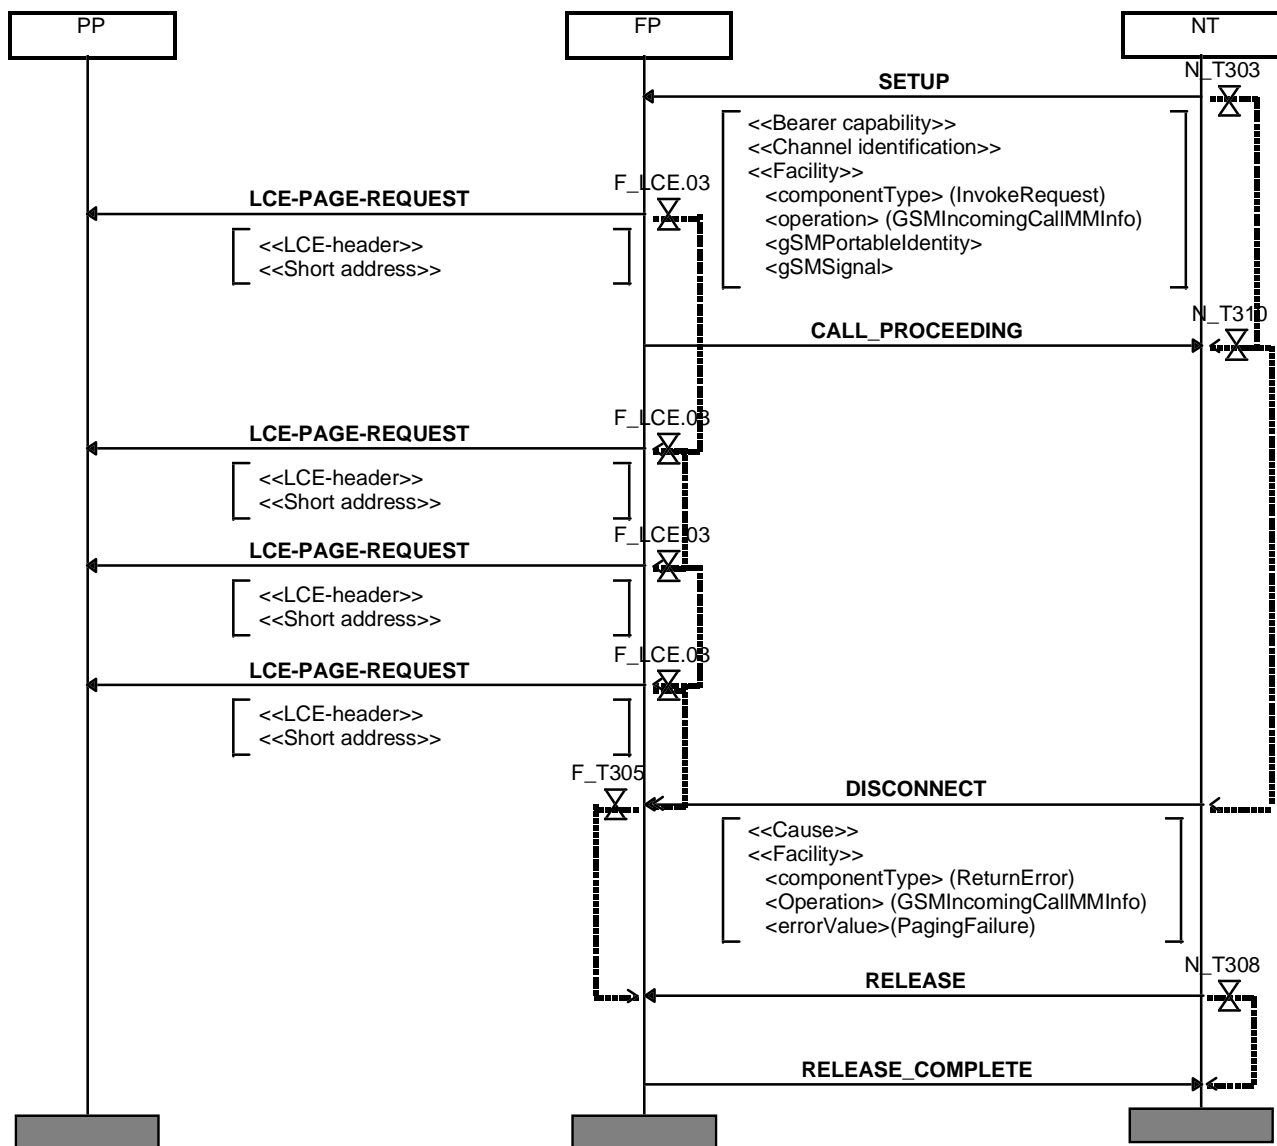 PP
FP
NT
N_T303
SETUP
<<Bearer capability>>
<<Channel identification>>
<<Facility>>
<componentType> (InvokeRequest)
<operation> (GSMIncomingCallMMInfo)
<gSMPortableIdentity>
<gSMSignal>
F_LCE.03
LCE-PAGE-REQUEST
<<LCE-header>>
<<Short address>>
N_T310
CALL_PROCEEDING
F_LCE.03
LCE-PAGE-REQUEST
<<LCE-header>>
<<Short address>>
F_LCE.03
LCE-PAGE-REQUEST
<<LCE-header>>
<<Short address>>
F_LCE.03
LCE-PAGE-REQUEST
<<LCE-header>>
<<Short address>>
F_T305
DISCONNECT
<<Cause>>
<<Facility>>
<componentType> (ReturnError)
<Operation> (GSMIncomingCallMMInfo)
<errorValue>(PagingFailure)
N_T308
RELEASE
RELEASE_COMPLETE